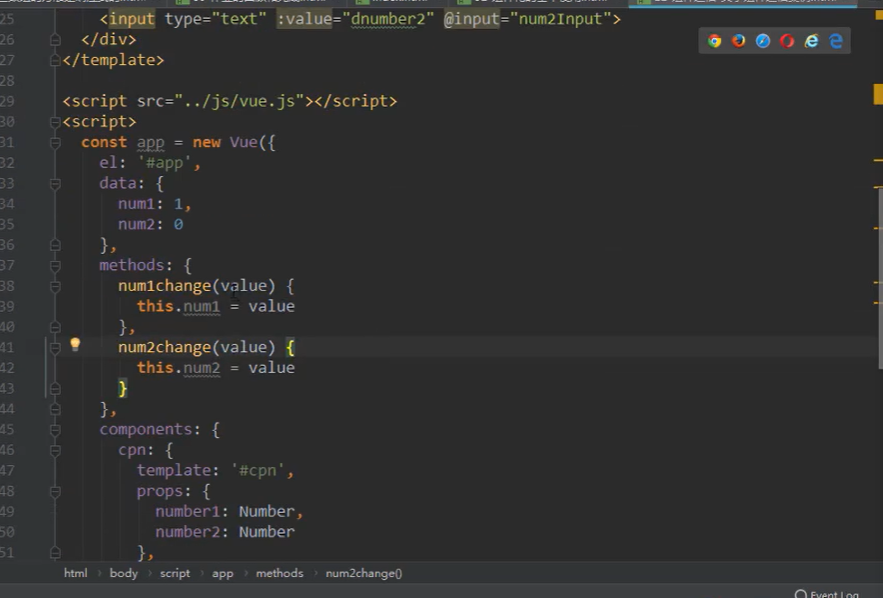 25 <input type="text" :value="dnumber2" @input="num2Input">
26 </div>
27 </template>
28
29 <script src="../js/vue.js"></script>
30 <script>
31 const app = new Vue({
32 el: '#app',
33 data: {
34 num1: 1,
35 num2: 0
36 },
37 methods: {
38 num1change(value) {
39 this.num1 = value
40 },
41 num2change(value) {
42 this.num2 = value
43 }
44 },
45 components: {
46 cpn: {
47 template: '#cpn',
48 props: {
49 number1: Number,
50 number2: Number
51 },
html › body › script › app › methods › num2change()
Event Log